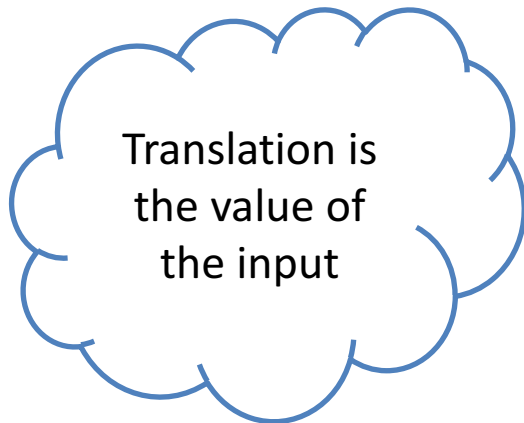 Translation is
the value of
the input